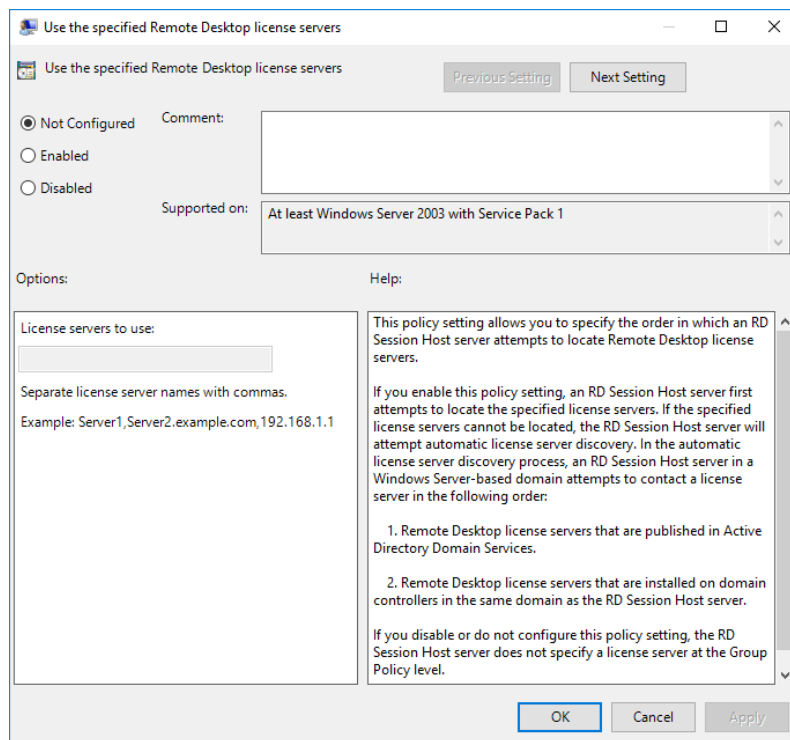 Use the specified Remote Desktop license servers
Use the specified Remote Desktop license servers
Previous Setting
Next Setting
Not Configured
Comment:
Enabled
Disabled
Supported on:
At least Windows Server 2003 with Service Pack 1
Options:
Help:
License servers to use:
Separate license server names with commas.
Example: Server1,Server2.example.com,192.168.1.1
This policy setting allows you to specify the order in which an RD
Session Host server attempts to locate Remote Desktop license
servers.
If you enable this policy setting, an RD Session Host server first
attempts to locate the specified license servers. If the specified
license servers cannot be located, the RD Session Host server will
attempt automatic license server discovery. In the automatic
license server discovery process, an RD Session Host server in a
Windows Server-based domain attempts to contact a license
server in the following order:
1. Remote Desktop license servers that are published in Active
Directory Domain Services.
2. Remote Desktop license servers that are installed on domain
controllers in the same domain as the RD Session Host server.
If you disable or do not configure this policy setting, the RD
Session Host server does not specify a license server at the Group
Policy level.
OK
Cancel
Apply